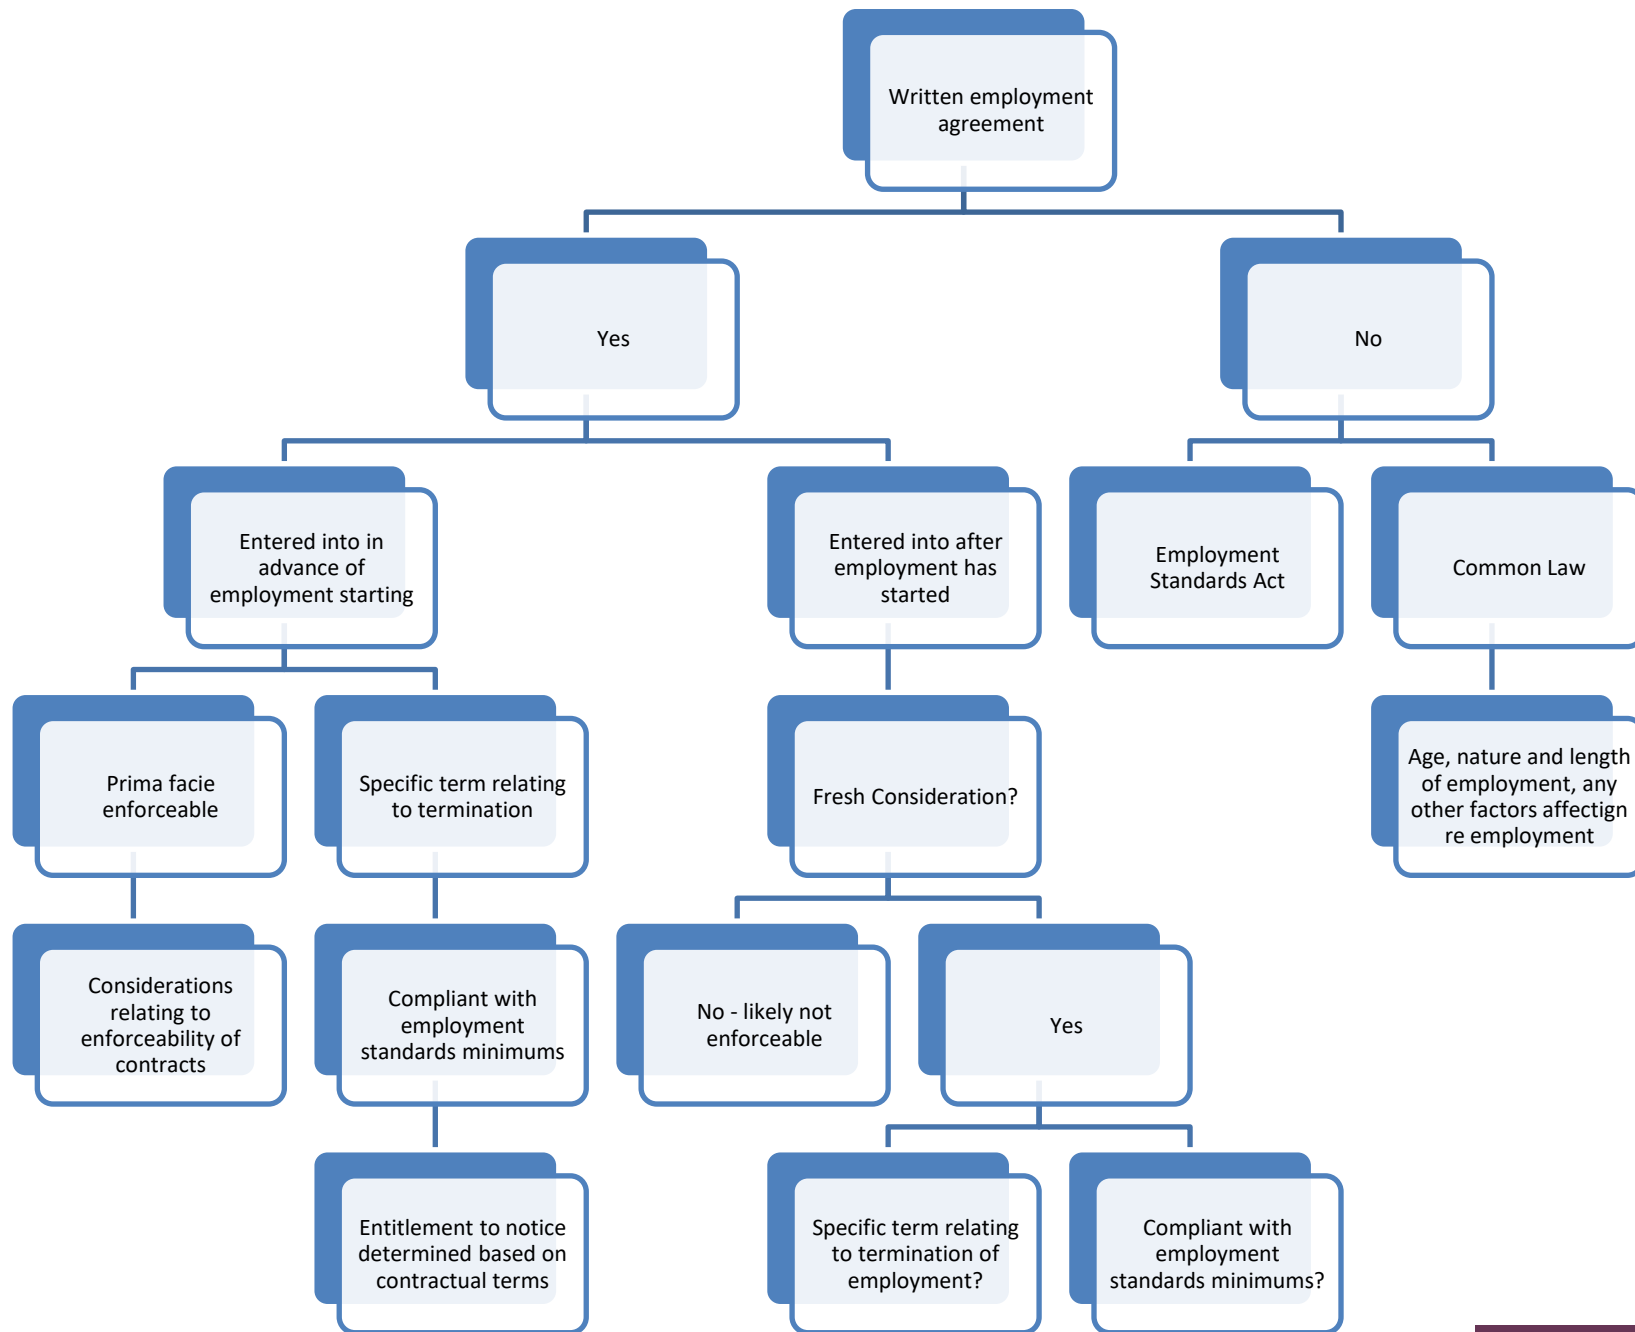 Written employment
agreement
Yes
No
Entered into in
advance of
employment starting
Entered into after
employment has
started
Employment
Standards Act
Common Law
Prima facie
enforceable
Specific term relating
to termination
Fresh Consideration?
Age, nature and length
of employment, any
other factors affectign
re employment
Considerations
relating to
enforceability of
contracts
Compliant with
employment
standards minimums
No - likely not
enforceable
Yes
Entitlement to notice
determined based on
contractual terms
Specific term relating
to termination of
employment?
Compliant with
employment
standards minimums?